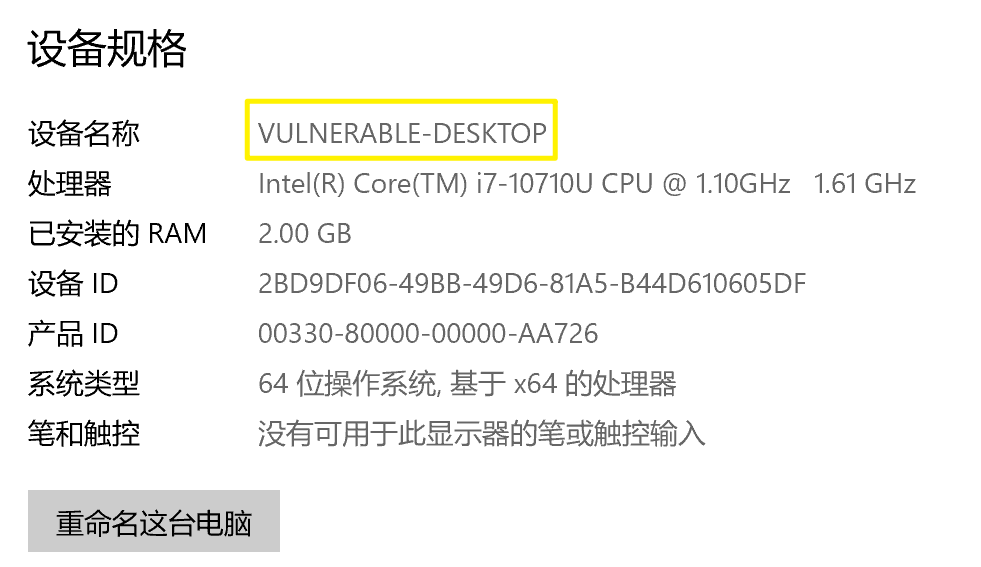 设备规格
设备名称 VULNERABLE-DESKTOP
处理器 Intel(R) Core(TM) i7-10710U CPU @ 1.10GHz 1.61 GHz
已安装的 RAM 2.00 GB
设备 ID 2BD9DF06-49BB-49D6-81A5-B44D610605DF
产品 ID 00330-80000-00000-AA726
系统类型 64 位操作系统, 基于 x64 的处理器
笔和触控 没有可用于此显示器的笔或触控输入
重命名这台电脑